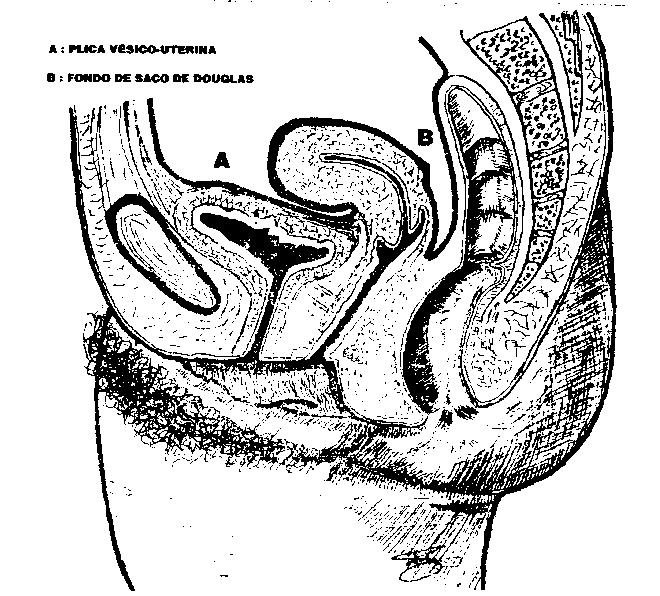 A : PLICA VÉSICO-UTERINA
B : FONDO DE SACO DE DOUGLAS
A
B